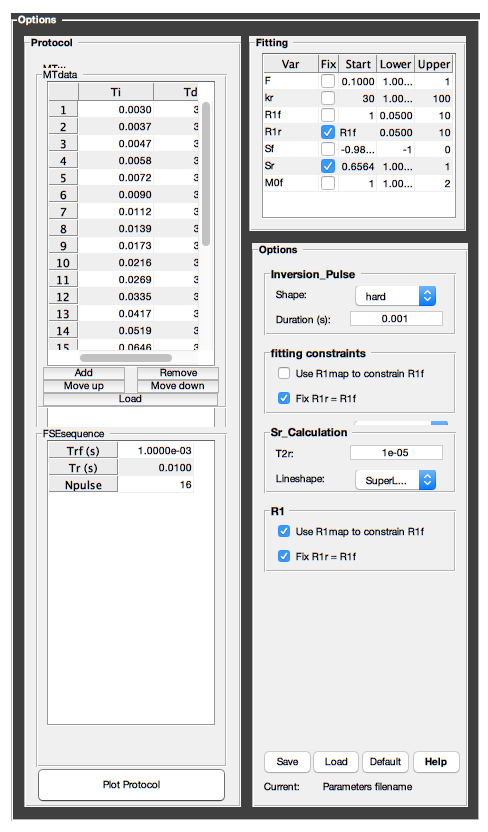 Options
Protocol
MTdata
Ti Td
1 0.0030 3
2 0.0037 3
3 0.0047 3
4 0.0058 3
5 0.0072 3
6 0.0090 3
7 0.0112 3
8 0.0139 3
9 0.0173 3
10 0.0216 3
11 0.0269 3
12 0.0335 3
13 0.0417 3
14 0.0519 3
15 0.0646 3
Add Remove
Move up Move down
Load
FSEsequence
Trf (s) 1.0000e-03
Tr (s) 0.0100
Npulse 16
Plot Protocol
Fitting
Var Fix Start Lower Upper
F 0.1000 1.00... 1
kr 30 1.00... 100
R1f 1 0.0500 10
R1r R1f 0.0500 10
Sf -0.98... -1 0
Sr 0.6564 1.00... 1
M0f 1 1.00... 2
Options
Inversion_Pulse
Shape: hard
Duration (s): 0.001
fitting constraints
Use R1map to constrain R1f
Fix R1r = R1f
Sr_Calculation
T2r: 1e-05
Lineshape: SuperL...
R1
Use R1map to constrain R1f
Fix R1r = R1f
Save Load Default Help
Current: Parameters filename